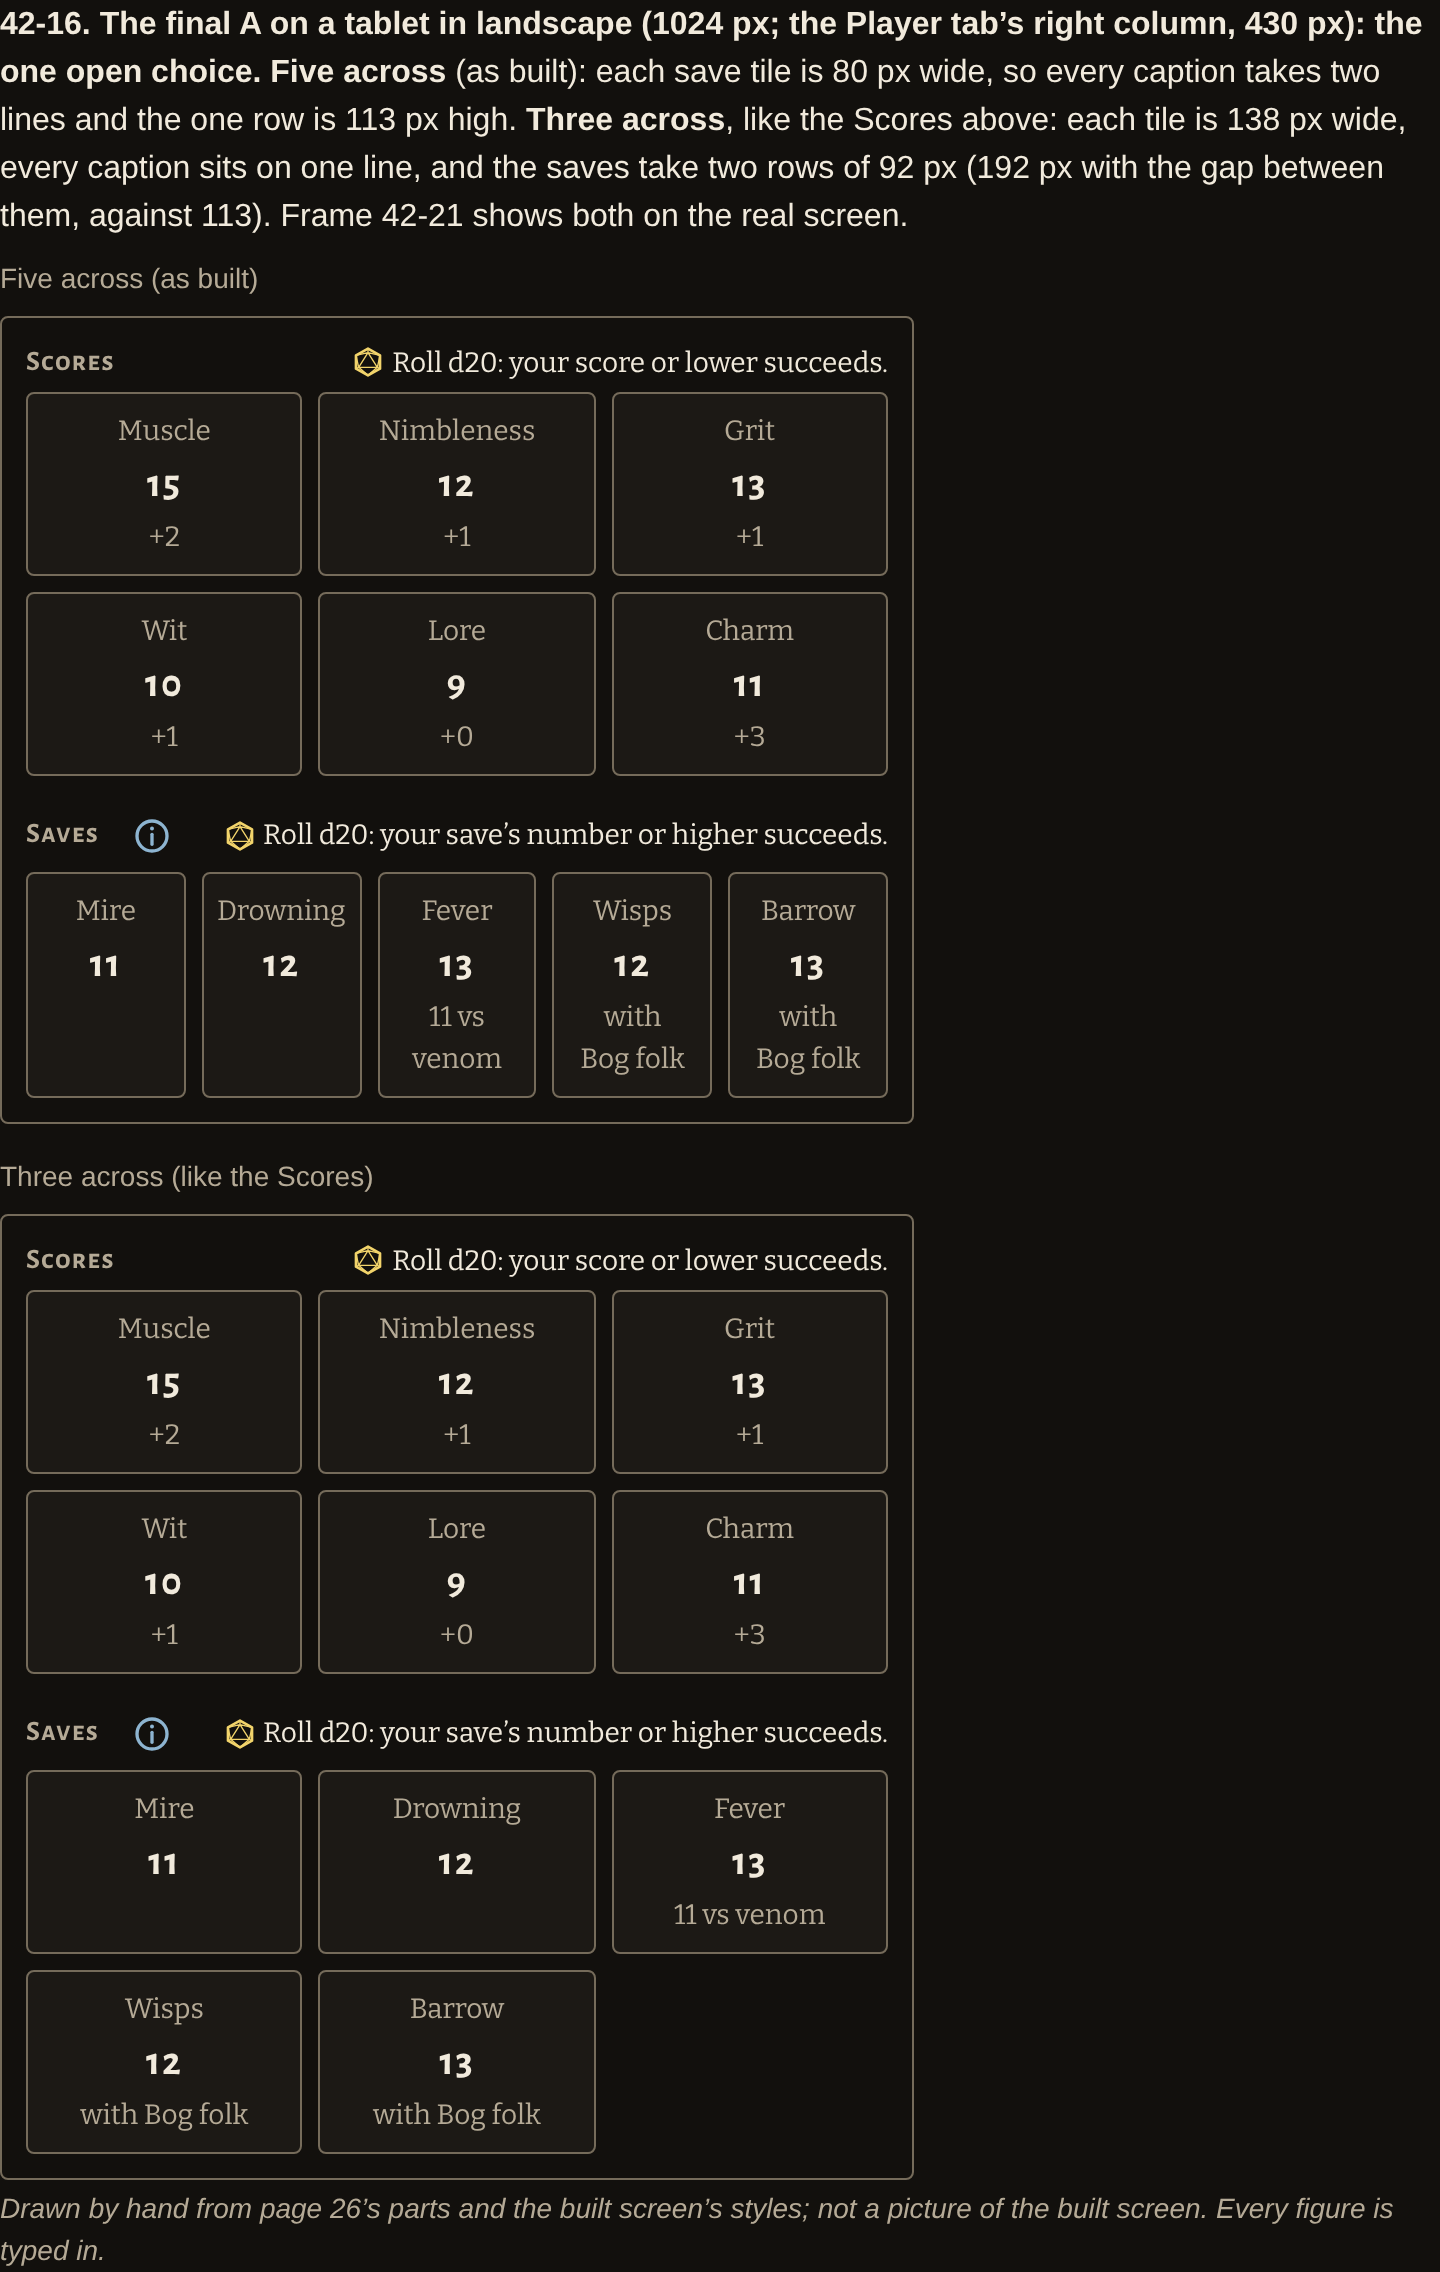 42-16. The final A on a tablet in landscape (1024 px; the Player tab’s right column, 430 px): the
one open choice. Five across (as built): each save tile is 80 px wide, so every caption takes two
lines and the one row is 113 px high. Three across, like the Scores above: each tile is 138 px wide,
every caption sits on one line, and the saves take two rows of 92 px (192 px with the gap between
them, against 113). Frame 42-21 shows both on the real screen.
Five across (as built)
Scores
Roll d20: your score or lower succeeds.
Muscle
15
+2
Nimbleness
12
+1
Grit
13
+1
Wit
10
+1
Lore
9
+0
Charm
11
+3
Saves
Roll d20: your save’s number or higher succeeds.
Mire
11
Drowning
12
Fever
13
11 vs
venom
Wisps
12
with
Bog folk
Barrow
13
with
Bog folk
Three across (like the Scores)
Scores
Roll d20: your score or lower succeeds.
Muscle
15
+2
Nimbleness
12
+1
Grit
13
+1
Wit
10
+1
Lore
9
+0
Charm
11
+3
Saves
Roll d20: your save’s number or higher succeeds.
Mire
11
Drowning
12
Fever
13
11 vs venom
Wisps
12
with Bog folk
Barrow
13
with Bog folk
Drawn by hand from page 26’s parts and the built screen’s styles; not a picture of the built screen. Every figure is
typed in.